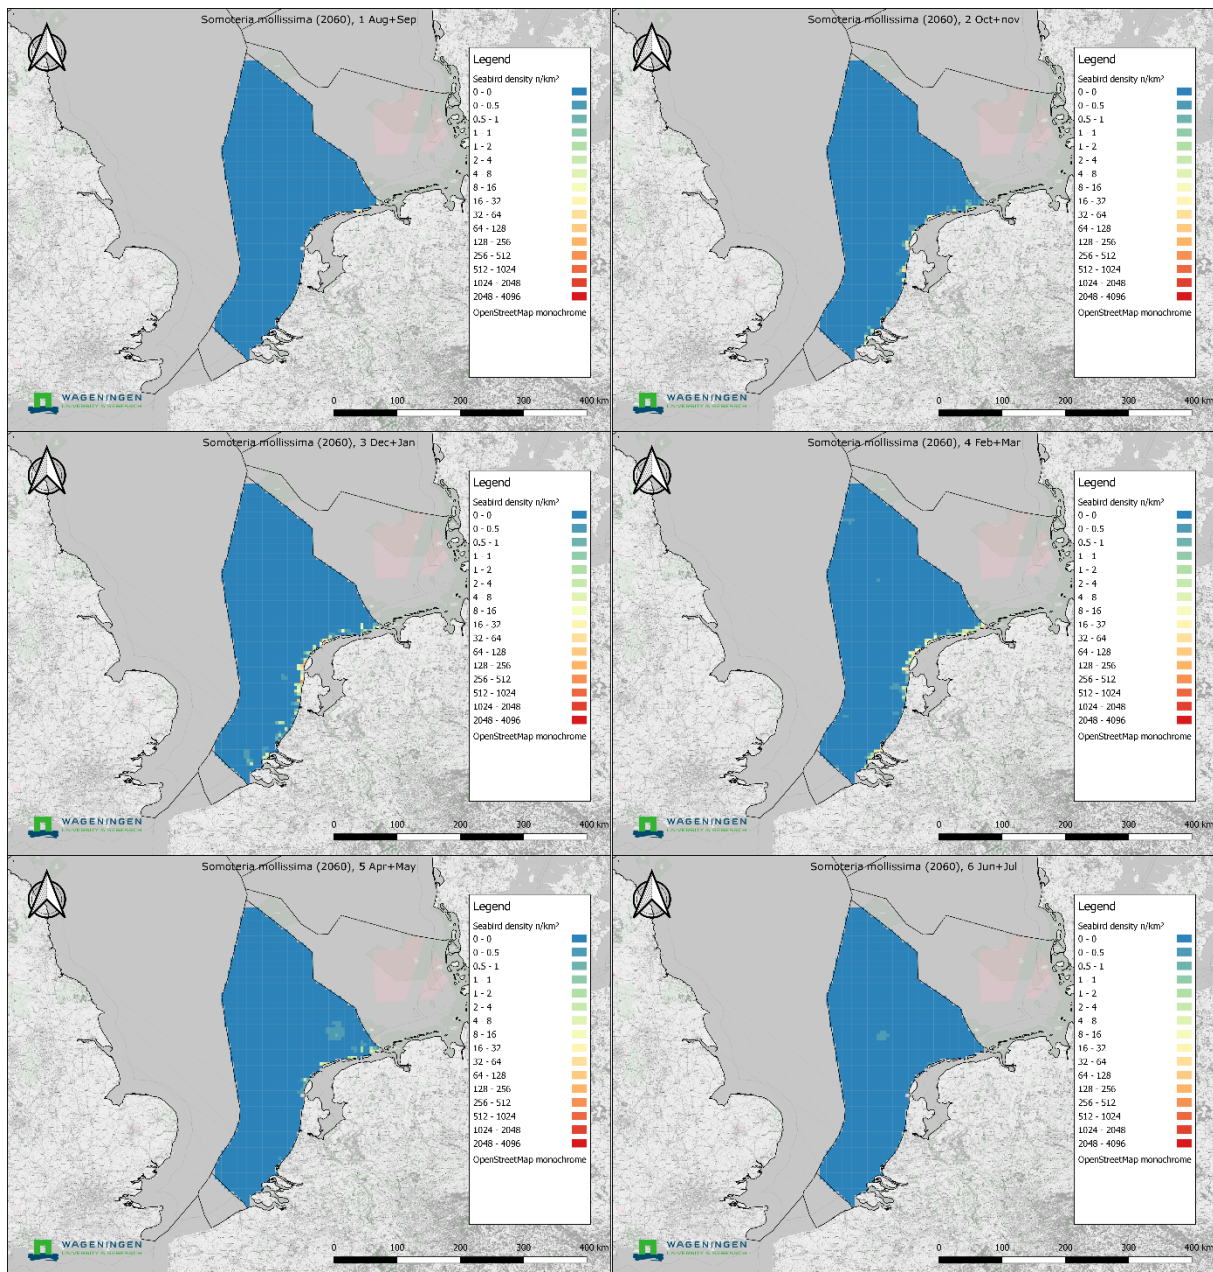 Somoteria mollissima (2060), 1 Aug+Sep
Legend
Seabird density n/km²
0 - 0
0 - 0.5
0.5 - 1
1 - 1
1 - 2
2 - 4
4 - 8
8 - 16
16 - 32
32 - 64
64 - 128
128 - 256
256 - 512
512 - 1024
1024 - 2048
2048 - 4096
OpenStreetMap monochrome
WAGENINGEN
UNIVERSITY & RESEARCH
0 100 200 300 400 km
Somoteria mollissima (2060), 2 Oct+nov
Legend
Seabird density n/km²
0 - 0
0 - 0.5
0.5 - 1
1 - 1
1 - 2
2 - 4
4 - 8
8 - 16
16 - 32
32 - 64
64 - 128
128 - 256
256 - 512
512 - 1024
1024 - 2048
2048 - 4096
OpenStreetMap monochrome
WAGENINGEN
UNIVERSITY & RESEARCH
0 100 200 300 400 km
Somoteria mollissima (2060), 3 Dec+Jan
Legend
Seabird density n/km²
0 - 0
0 - 0.5
0.5 - 1
1 - 1
1 - 2
2 - 4
4 - 8
8 - 16
16 - 32
32 - 64
64 - 128
128 - 256
256 - 512
512 - 1024
1024 - 2048
2048 - 4096
OpenStreetMap monochrome
WAGENINGEN
UNIVERSITY & RESEARCH
0 100 200 300 400 km
Somoteria mollissima (2060), 4 Feb+Mar
Legend
Seabird density n/km²
0 - 0
0 - 0.5
0.5 - 1
1 - 1
1 - 2
2 - 4
4 - 8
8 - 16
16 - 32
32 - 64
64 - 128
128 - 256
256 - 512
512 - 1024
1024 - 2048
2048 - 4096
OpenStreetMap monochrome
WAGENINGEN
UNIVERSITY & RESEARCH
0 100 200 300 400 km
Somoteria mollissima (2060), 5 Apr+May
Legend
Seabird density n/km²
0 - 0
0 - 0.5
0.5 - 1
1 - 1
1 - 2
2 - 4
4 - 8
8 - 16
16 - 32
32 - 64
64 - 128
128 - 256
256 - 512
512 - 1024
1024 - 2048
2048 - 4096
OpenStreetMap monochrome
WAGENINGEN
UNIVERSITY & RESEARCH
0 100 200 300 400 km
Somoteria mollissima (2060), 6 Jun+Jul
Legend
Seabird density n/km²
0 - 0
0 - 0.5
0.5 - 1
1 - 1
1 - 2
2 - 4
4 - 8
8 - 16
16 - 32
32 - 64
64 - 128
128 - 256
256 - 512
512 - 1024
1024 - 2048
2048 - 4096
OpenStreetMap monochrome
WAGENINGEN
UNIVERSITY & RESEARCH
0 100 200 300 400 km